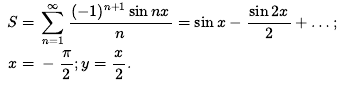 S = \sum_{n=1}^{\infty} \frac{(-1)^{n+1} \sin nx}{n} = \sin x - \frac{\sin 2x}{2} + \dots;
x = -\frac{\pi}{2}; y = \frac{x}{2}.